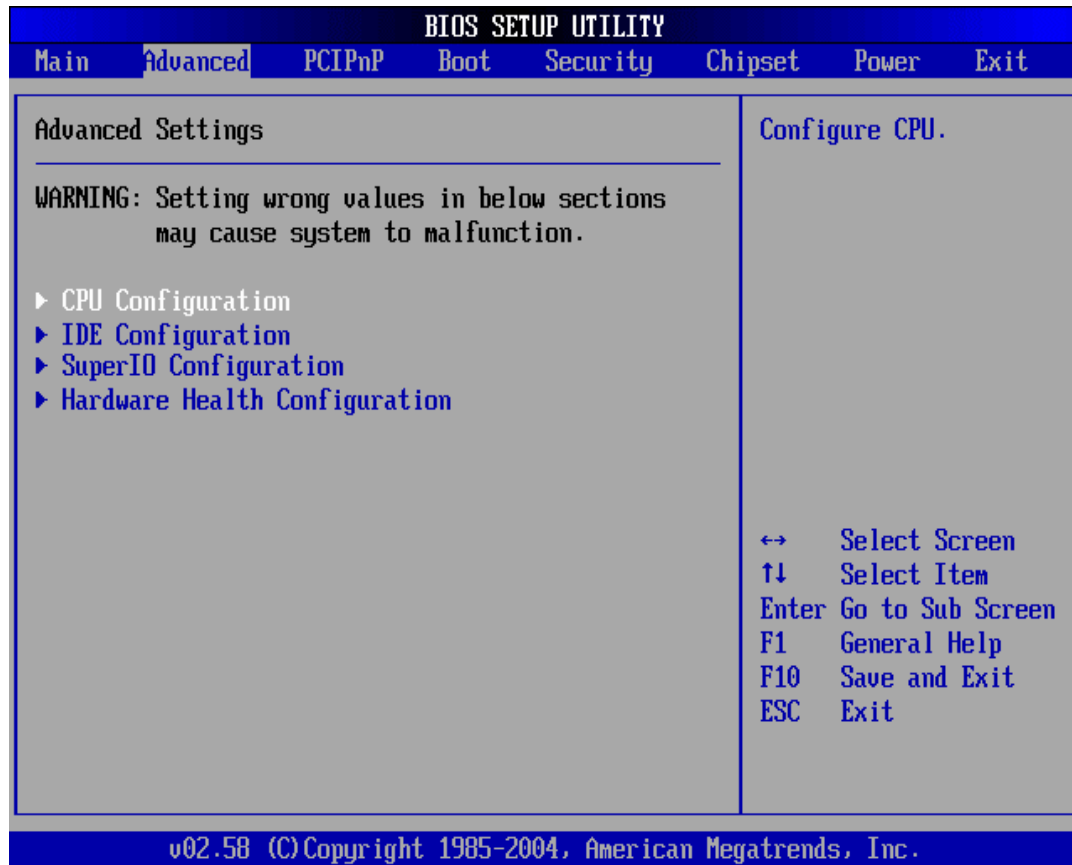 BIOS SETUP UTILITY
Main Advanced PCIPnP Boot Security Chipset Power Exit
Advanced Settings
WARNING: Setting wrong values in below sections
may cause system to malfunction.
▶ CPU Configuration
▶ IDE Configuration
▶ SuperIO Configuration
▶ Hardware Health Configuration
Configure CPU.
←→ Select Screen
↑↓ Select Item
Enter Go to Sub Screen
F1 General Help
F10 Save and Exit
ESC Exit
v02.58 (C)Copyright 1985-2004, American Megatrends, Inc.